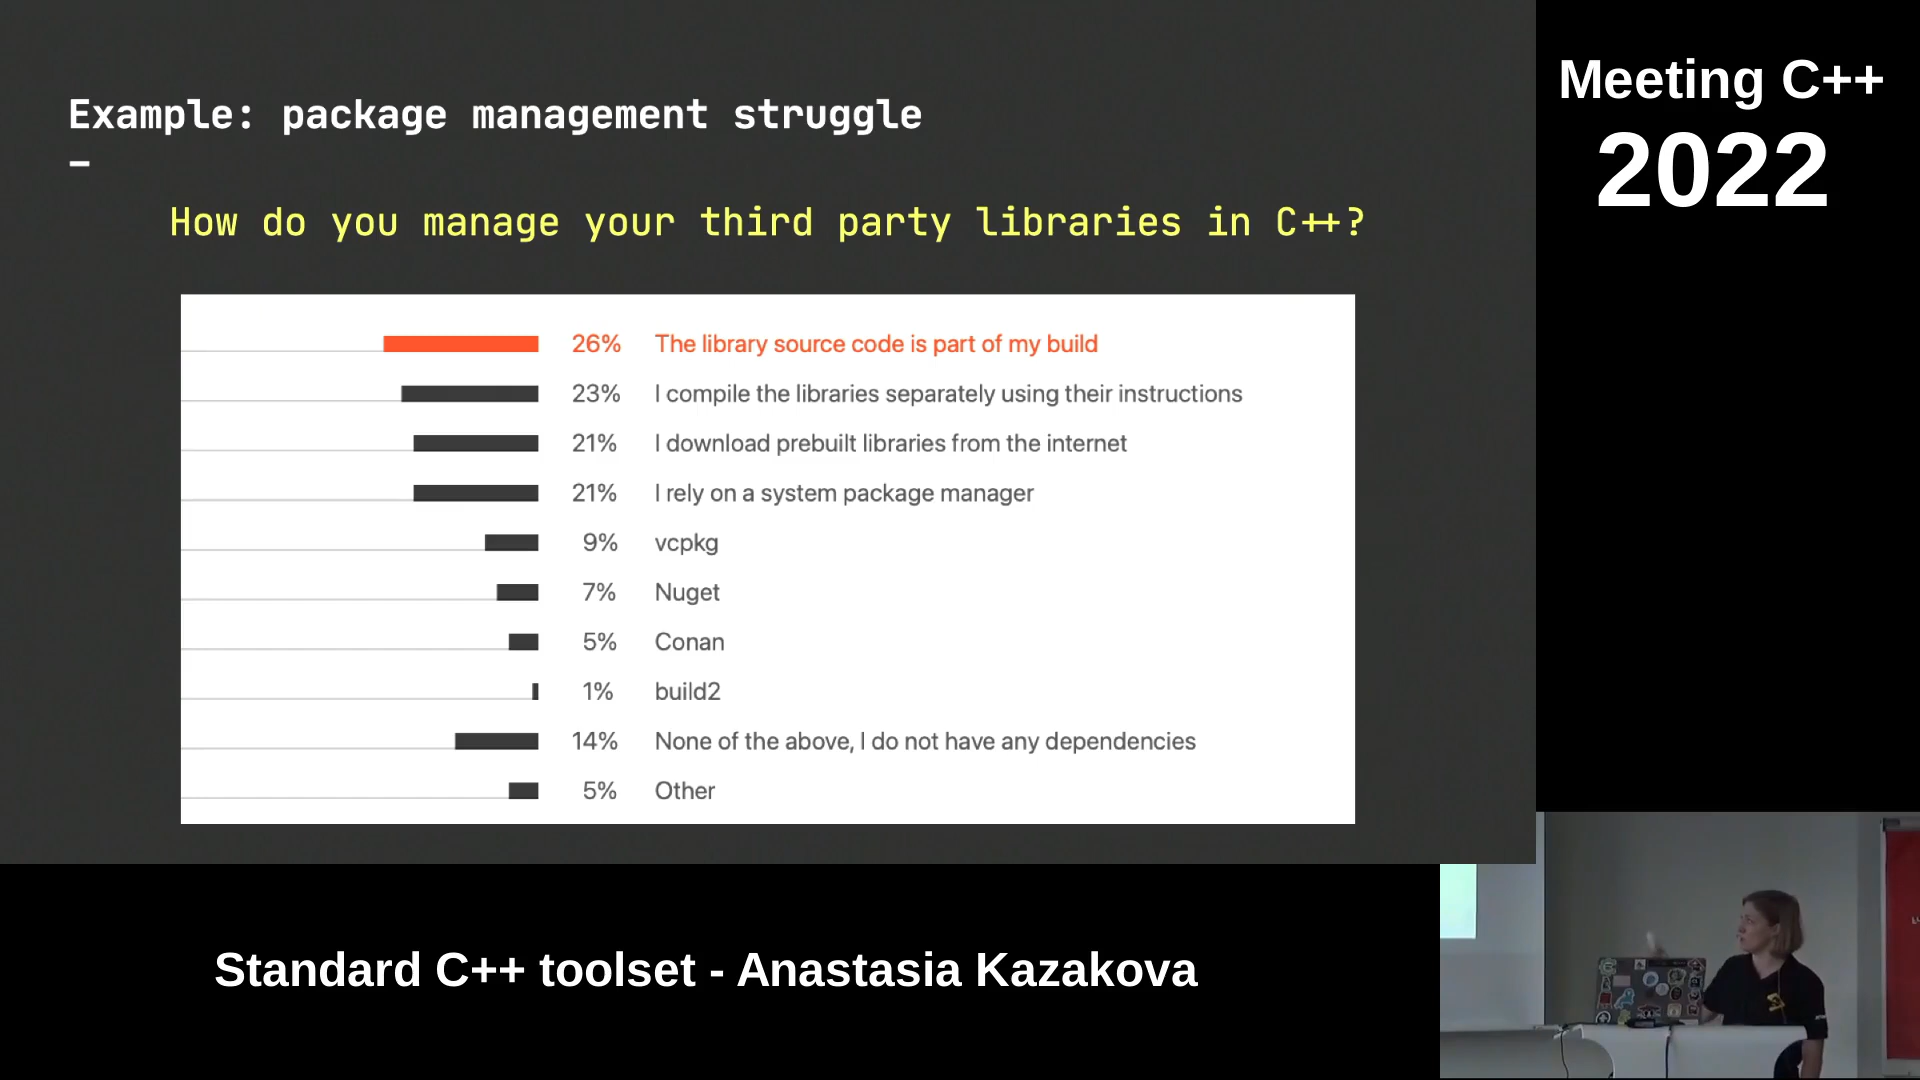 Example: package management struggle
–
How do you manage your third party libraries in C++?
26% The library source code is part of my build
23% I compile the libraries separately using their instructions
21% I download prebuilt libraries from the internet
21% I rely on a system package manager
9% vcpkg
7% Nuget
5% Conan
1% build2
14% None of the above, I do not have any dependencies
5% Other
Meeting C++
2022
Standard C++ toolset - Anastasia Kazakova